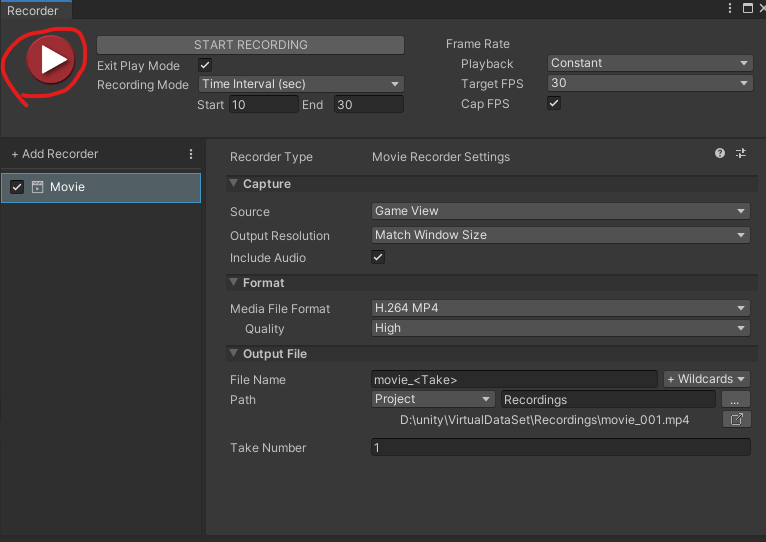 Recorder
START RECORDING
Exit Play Mode
Recording Mode Time Interval (sec)
Start 10 End 30
Frame Rate
Playback Constant
Target FPS 30
Cap FPS
+ Add Recorder
Movie
Recorder Type Movie Recorder Settings
Capture
Source Game View
Output Resolution Match Window Size
Include Audio
Format
Media File Format H.264 MP4
Quality High
Output File
File Name movie_<Take> + Wildcards
Path Project Recordings ...
D:\unity\VirtualDataSet\Recordings\movie_001.mp4
Take Number 1